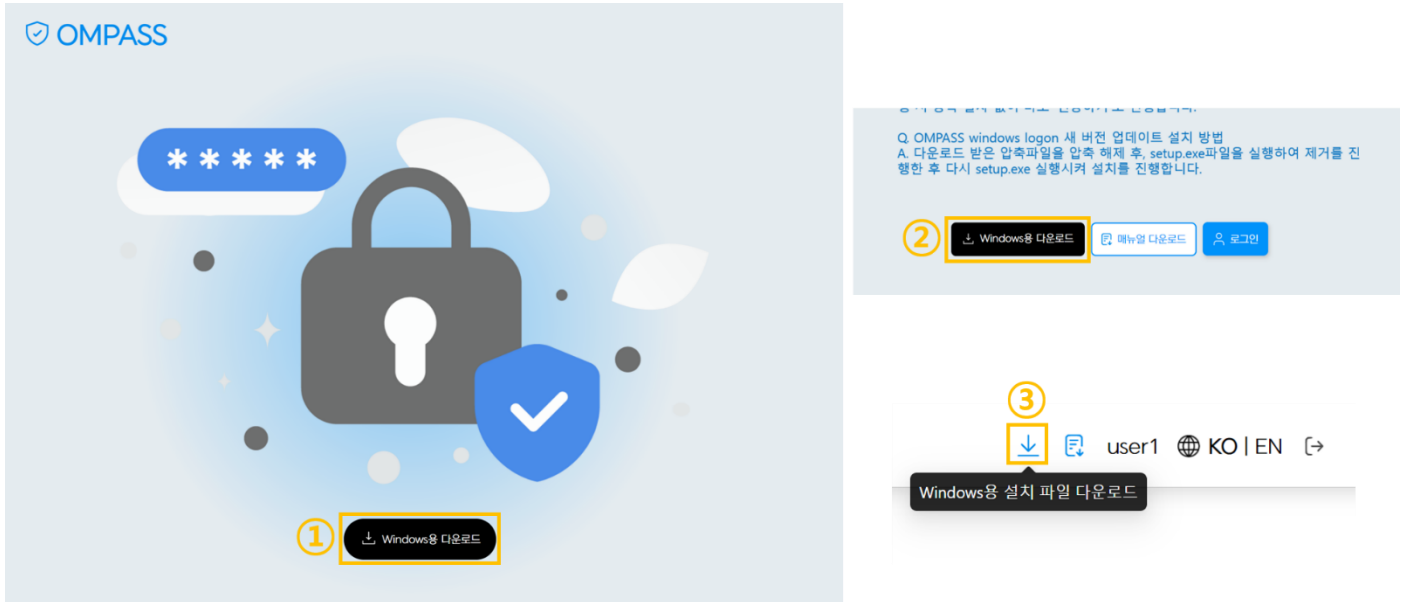 OMPASS
* * * * *
① Windows용 다운로드
Q. OMPASS windows logon 새 버전 업데이트 설치 방법
A. 다운로드 받은 압축파일을 압축 해제 후, setup.exe파일을 실행하여 제거를 진
행한 후 다시 setup.exe 실행시켜 설치를 진행합니다.
② Windows용 다운로드 매뉴얼 다운로드 로그인
③
user1 KO | EN
Windows용 설치 파일 다운로드